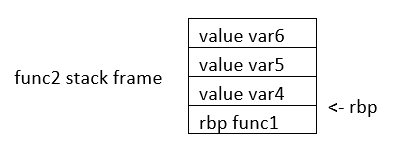 value var6
value var5
func2 stack frame
value var4
<- rbp
rbp func1